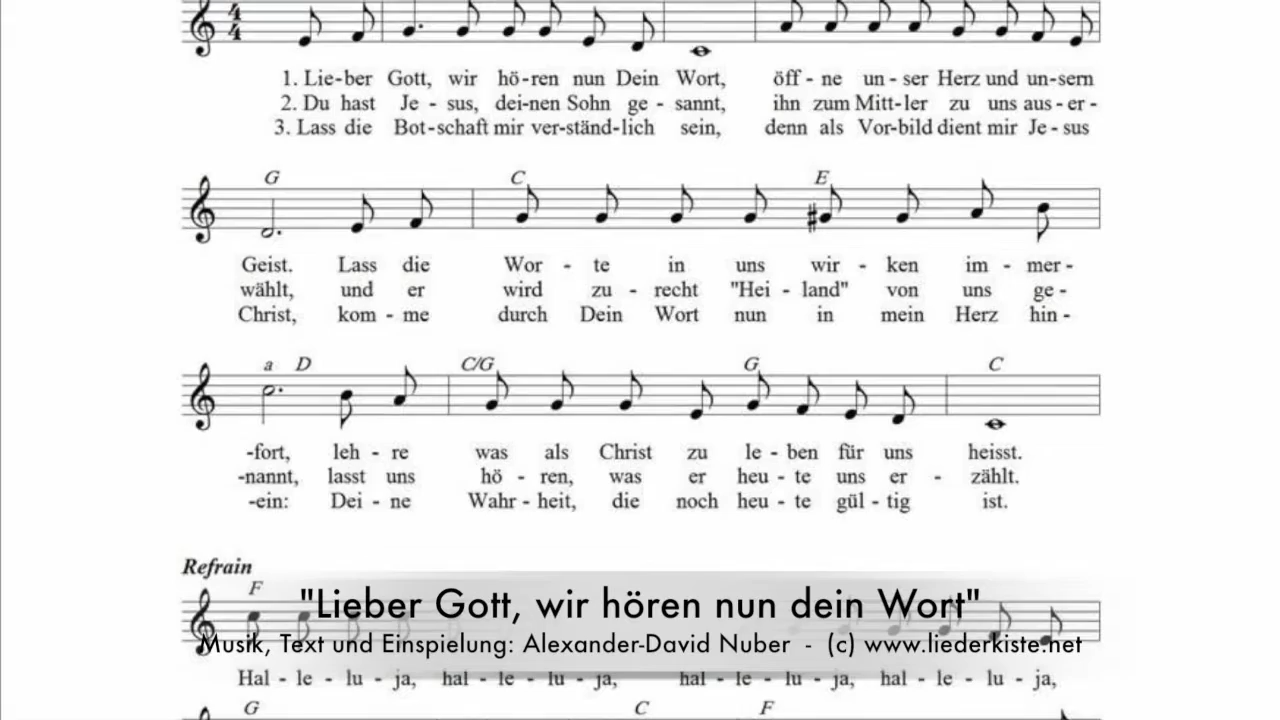 1. Lie-ber Gott, wir hö-ren nun Dein Wort, öff - ne un - ser Herz und un-sern
2. Du hast Je - sus, dei-nen Sohn ge - sannt, ihn zum Mitt-ler zu uns aus-er-
3. Lass die Bot-schaft mir ver-ständ-lich sein, denn als Vor-bild dient mir Je - sus
G C E
Geist. Lass die Wor - te in uns wir - ken im - mer-
wählt, und er wird zu - recht "Hei - land" von uns ge-
Christ, kom - me durch Dein Wort nun in mein Herz hin-
a D C/G G C
-fort, leh - re was als Christ zu le - ben für uns heisst.
-nannt, lasst uns hö - ren, was er heu - te uns er - zählt.
-ein: Dei - ne Wahr - heit, die noch heu - te gül - tig ist.
Refrain
F
"Lieber Gott, wir hören nun dein Wort"
Musik, Text und Einspielung: Alexander-David Nuber - (c) www.liederkiste.net
Hal - le - lu - ja, hal - le - lu - ja, hal - le - lu - ja, hal - le - lu - ja,
G C F